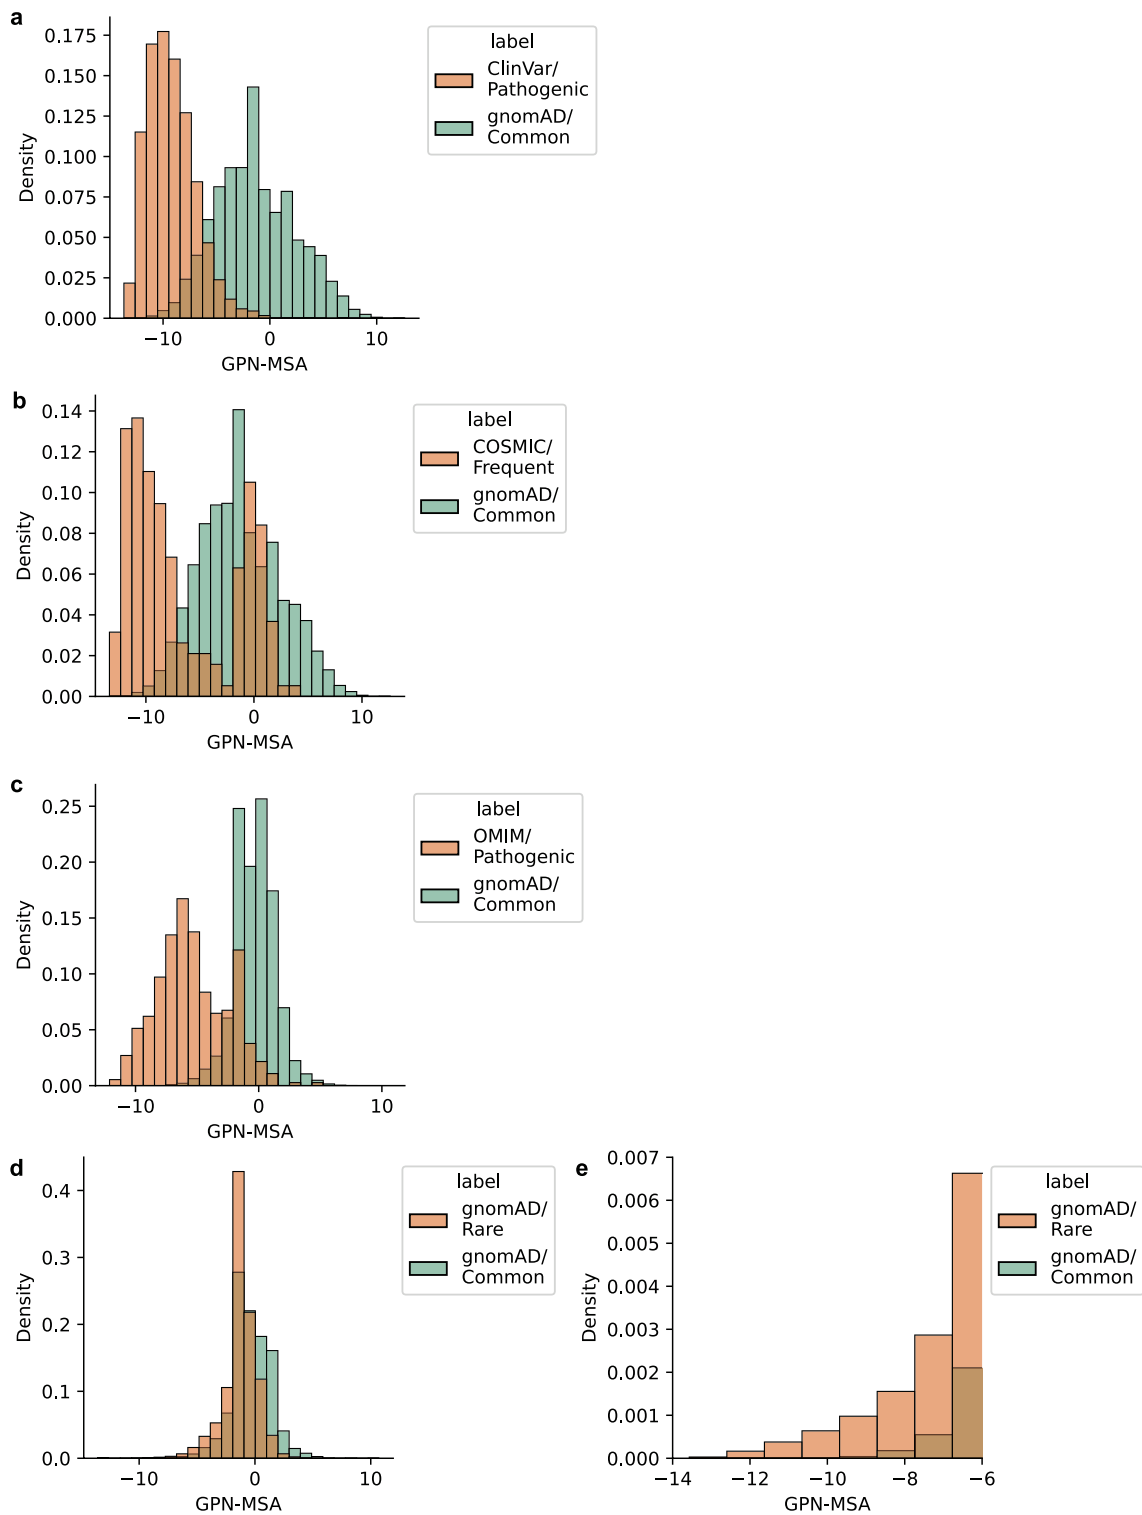 a
0.175
0.150
0.125
0.100
0.075
0.050
0.025
0.000
Density
−10
0
10
GPN-MSA
label
ClinVar/
Pathogenic
gnomAD/
Common
b
0.14
0.12
0.10
0.08
0.06
0.04
0.02
0.00
Density
−10
0
10
GPN-MSA
label
COSMIC/
Frequent
gnomAD/
Common
c
0.25
0.20
0.15
0.10
0.05
0.00
Density
−10
0
10
GPN-MSA
label
OMIM/
Pathogenic
gnomAD/
Common
d
0.4
0.3
0.2
0.1
0.0
Density
−10
0
10
GPN-MSA
label
gnomAD/
Rare
gnomAD/
Common
e
0.007
0.006
0.005
0.004
0.003
0.002
0.001
0.000
Density
−14
−12
−10
−8
−6
GPN-MSA
label
gnomAD/
Rare
gnomAD/
Common